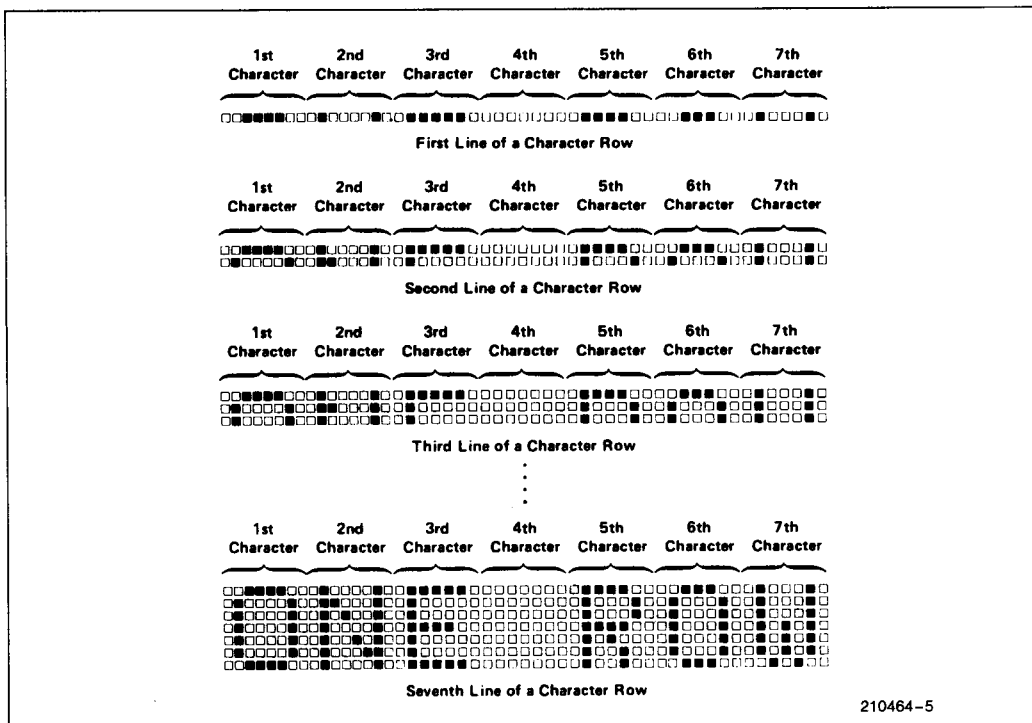 1st 2nd 3rd 4th 5th 6th 7th
Character Character Character Character Character Character Character
First Line of a Character Row
1st 2nd 3rd 4th 5th 6th 7th
Character Character Character Character Character Character Character
Second Line of a Character Row
1st 2nd 3rd 4th 5th 6th 7th
Character Character Character Character Character Character Character
Third Line of a Character Row
1st 2nd 3rd 4th 5th 6th 7th
Character Character Character Character Character Character Character
ONE ROW
Seventh Line of a Character Row
210464-5